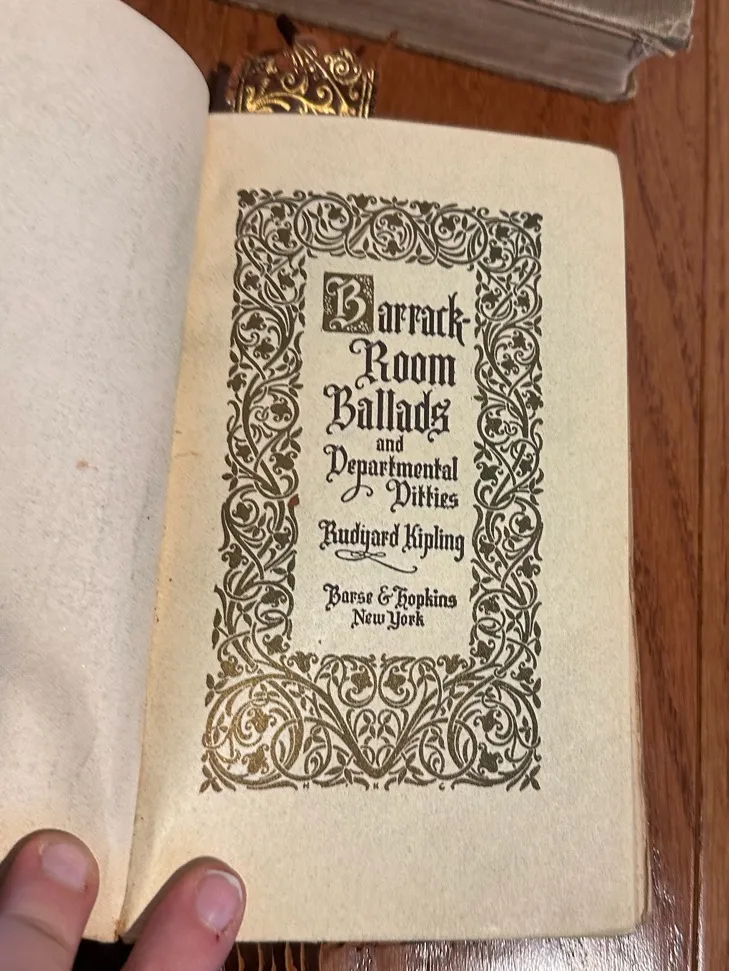 Barrack-
Room
Ballads
and
Departmental
Ditties
Rudyard Kipling
Barse & Hopkins
New York